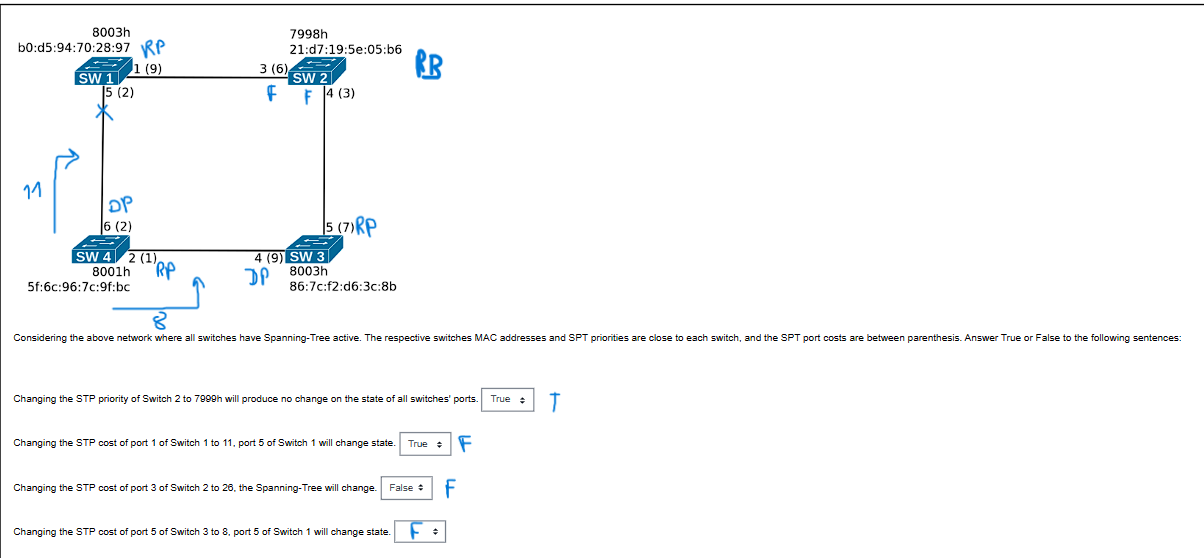 8003h
b0:d5:94:70:28:97 RP
7998h
21:d7:19:5e:05:b6
RB
SW 1 1 (9)
3 (6) SW 2
5 (2)
F F 4 (3)
X
11
DP
6 (2)
5 (7) RP
SW 4 2 (1)
4 (9) SW 3
8001h RP
DP 8003h
5f:6c:96:7c:9f:bc
86:7c:f2:d6:3c:8b
8
Considering the above network where all switches have Spanning-Tree active. The respective switches MAC addresses and SPT priorities are close to each switch, and the SPT port costs are between parenthesis. Answer True or False to the following sentences:
Changing the STP priority of Switch 2 to 7999h will produce no change on the state of all switches' ports. True T
Changing the STP cost of port 1 of Switch 1 to 11, port 5 of Switch 1 will change state. True F
Changing the STP cost of port 3 of Switch 2 to 26, the Spanning-Tree will change. False F
Changing the STP cost of port 5 of Switch 3 to 8, port 5 of Switch 1 will change state. F